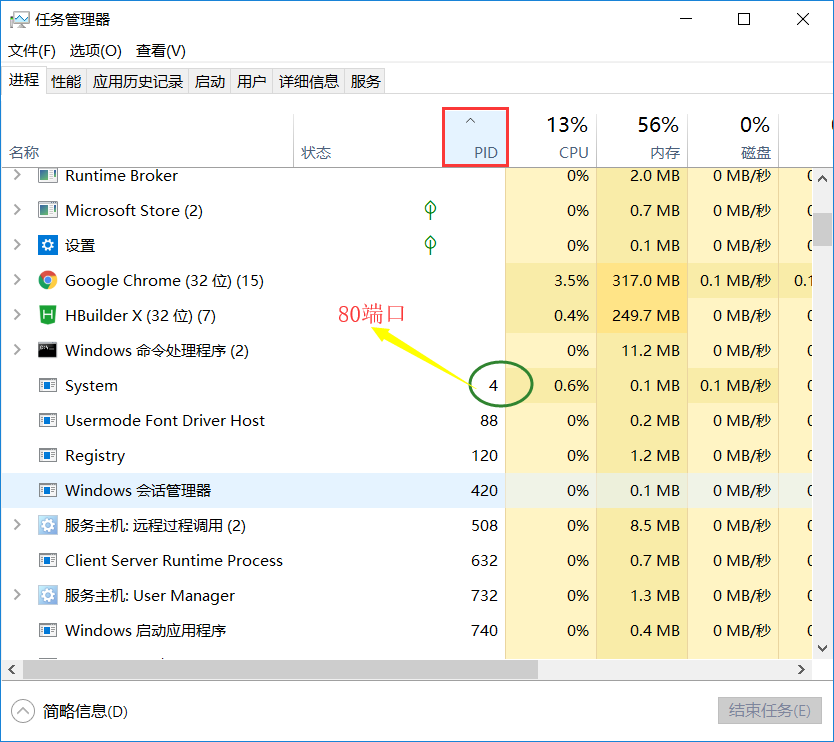 任务管理器
文件(F) 选项(O) 查看(V)
进程 性能 应用历史记录 启动 用户 详细信息 服务
13% 56% 0%
名称 状态 PID CPU 内存 磁盘
Runtime Broker 0% 2.0 MB 0 MB/秒
Microsoft Store (2) 0% 0.7 MB 0 MB/秒
设置 0% 0.1 MB 0 MB/秒
Google Chrome (32 位) (15) 3.5% 317.0 MB 0.1 MB/秒 0.1
80端口
HBuilder X (32 位) (7) 0.4% 249.7 MB 0 MB/秒
Windows 命令处理程序 (2) 0% 11.2 MB 0 MB/秒
System 4 0.6% 0.1 MB 0.1 MB/秒
Usermode Font Driver Host 88 0% 0.2 MB 0 MB/秒
Registry 120 0% 1.2 MB 0 MB/秒
Windows 会话管理器 420 0% 0.1 MB 0 MB/秒
服务主机: 远程过程调用 (2) 508 0% 8.5 MB 0 MB/秒
Client Server Runtime Process 632 0% 0.7 MB 0 MB/秒
服务主机: User Manager 732 0% 1.3 MB 0 MB/秒
Windows 启动应用程序 740 0% 0.4 MB 0 MB/秒
简略信息(D) 结束任务(E)